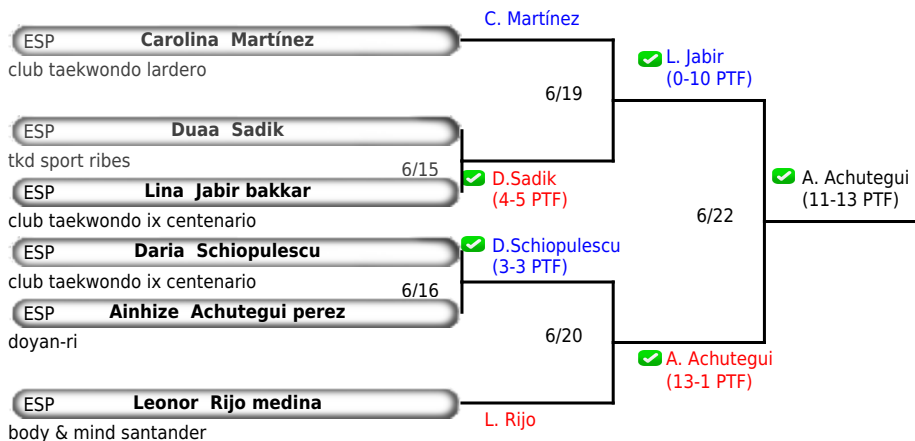 C. Martínez
ESP Carolina Martínez
club taekwondo lardero
L. Jabir
(0-10 PTF)
6/19
ESP Duaa Sadik
tkd sport ribes
6/15
D.Sadik
(4-5 PTF)
A. Achutegui
(11-13 PTF)
ESP Lina Jabir bakkar
club taekwondo ix centenario
6/22
ESP Daria Schiopulescu
D.Schiopulescu
(3-3 PTF)
club taekwondo ix centenario
6/16
ESP Ainhize Achutegui perez
doyan-ri
6/20
A. Achutegui
(13-1 PTF)
ESP Leonor Rijo medina
L. Rijo
body & mind santander